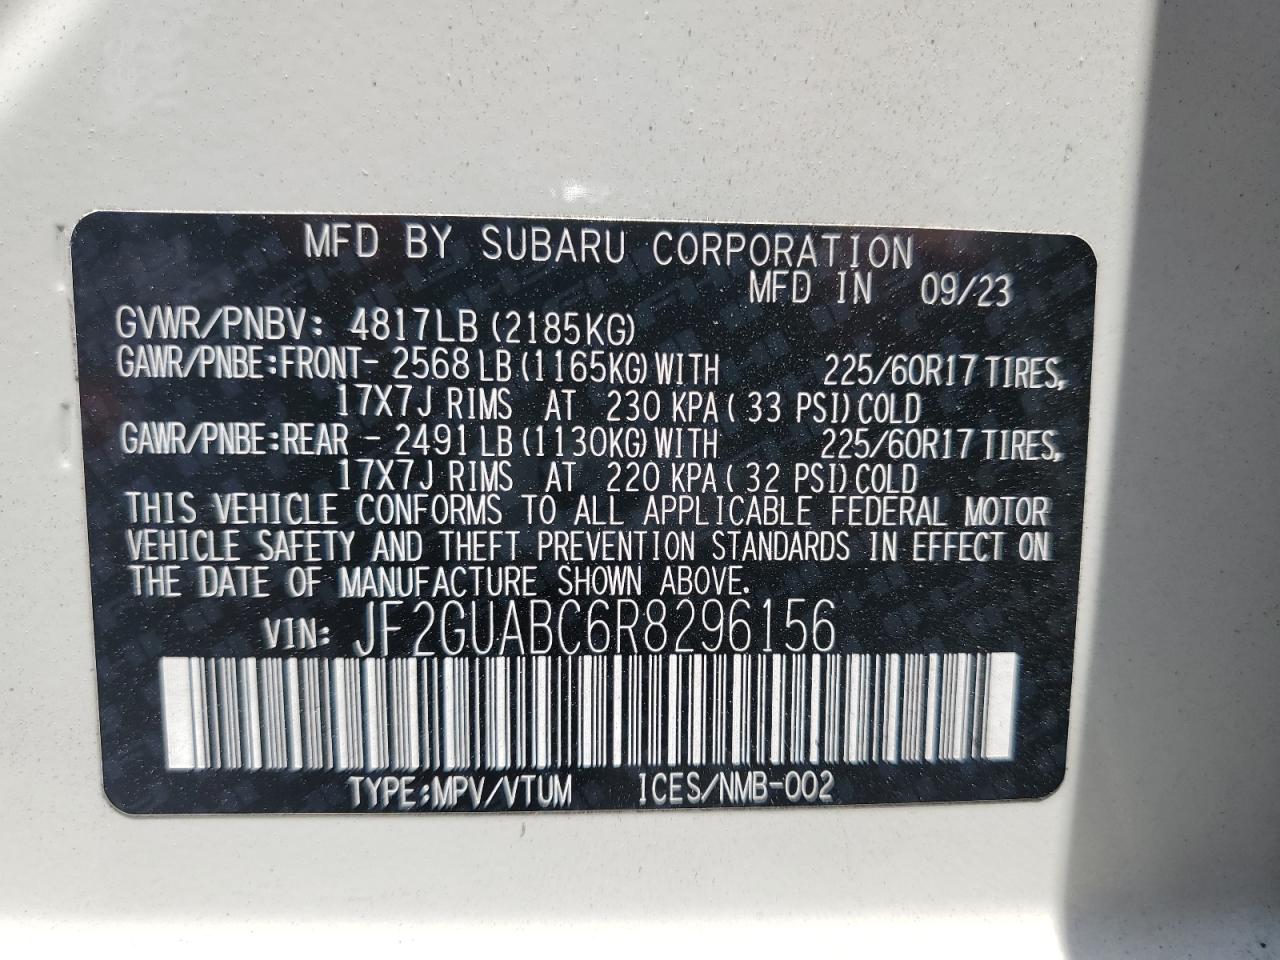 MFD BY SUBARU CORPORATION
MFD IN 09/23
GVWR/PNBV: 4817LB (2185KG)
GAWR/PNBE:FRONT- 2568 LB (1165KG) WITH 225/60R17 TIRES,
17X7J RIMS AT 230 KPA( 33 PSI) COLD
GAWR/PNBE:REAR - 2491 LB (1130KG) WITH 225/60R17 TIRES,
17X7J RIMS AT 220 KPA( 32 PSI) COLD
THIS VEHICLE CONFORMS TO ALL APPLICABLE FEDERAL MOTOR
VEHICLE SAFETY AND THEFT PREVENTION STANDARDS IN EFFECT ON
THE DATE OF MANUFACTURE SHOWN ABOVE.
VIN: JF2GUABC6R8296156
TYPE:MPV/VTUM ICES/NMB-002